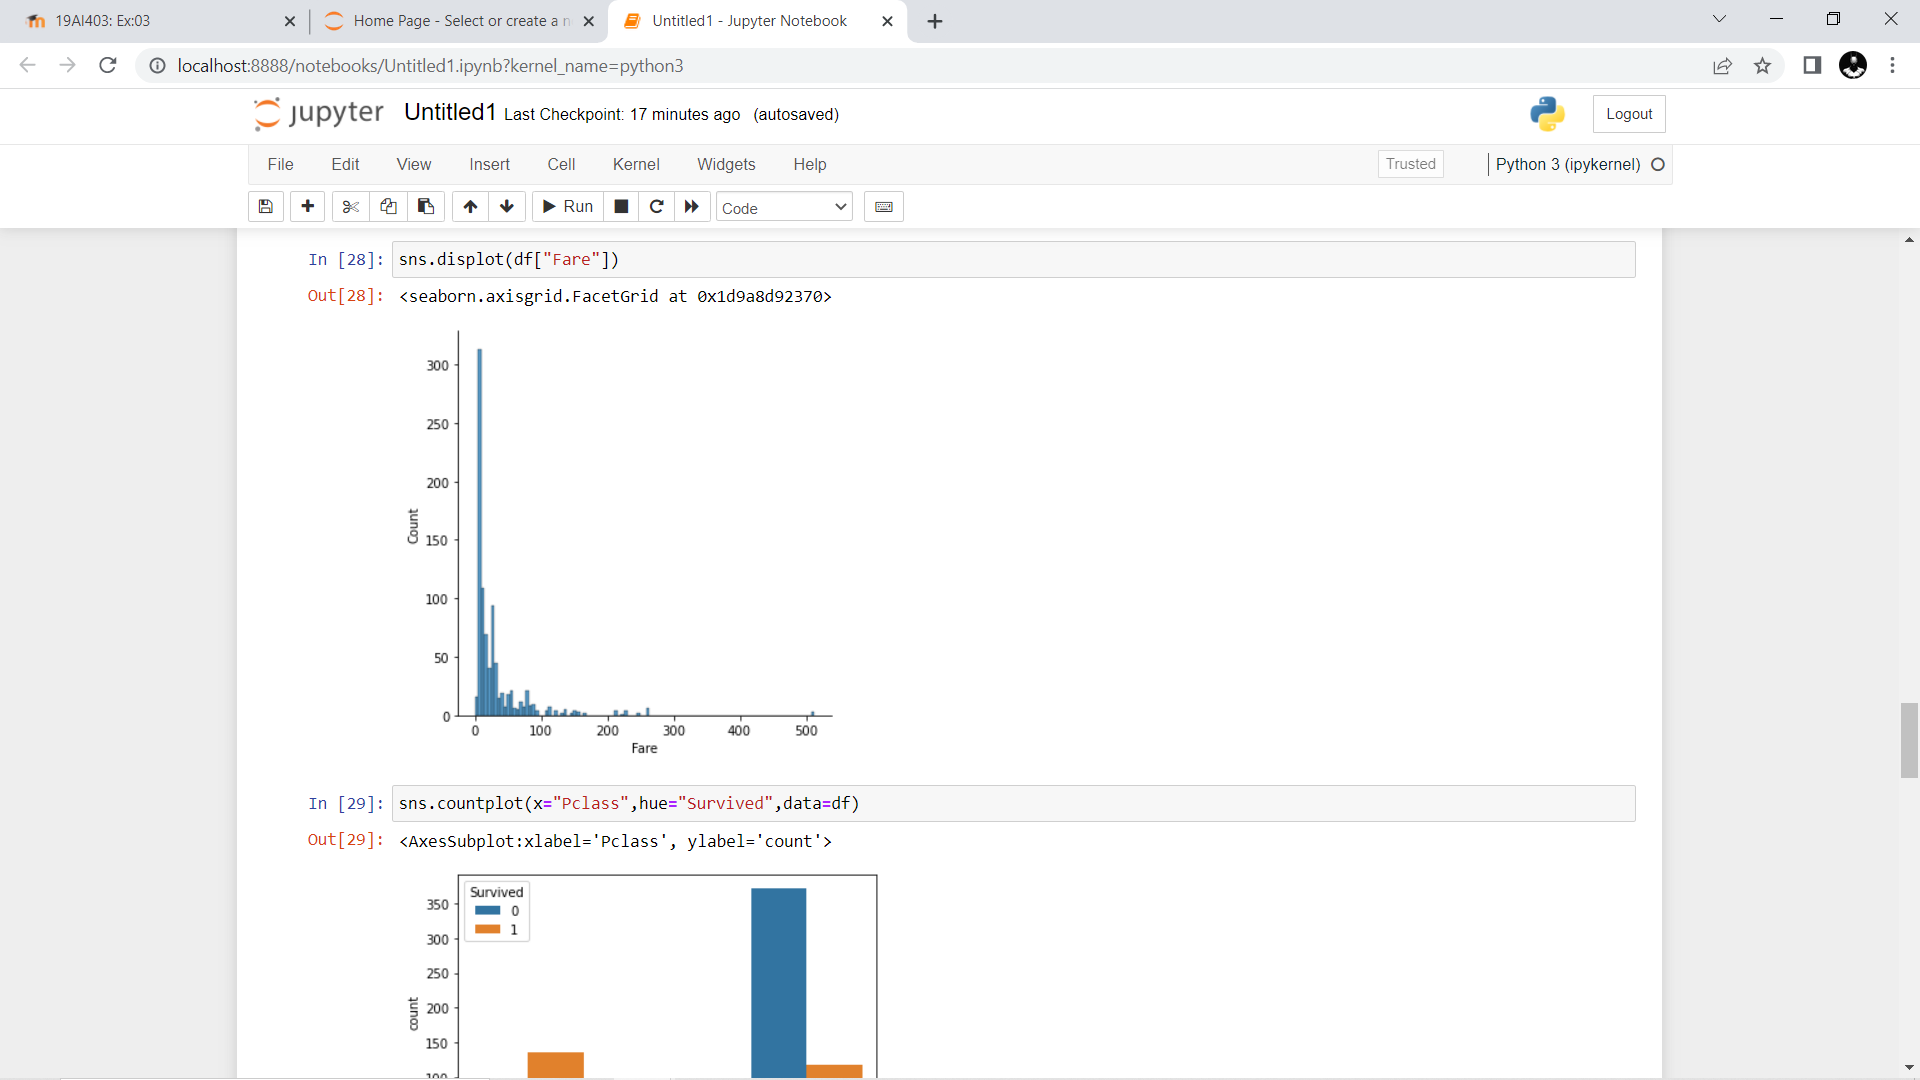 19AI403: Ex:03
Home Page - Select or create a n
Untitled1 - Jupyter Notebook
localhost:8888/notebooks/Untitled1.ipynb?kernel_name=python3
jupyter Untitled1 Last Checkpoint: 17 minutes ago (autosaved)
Logout
File Edit View Insert Cell Kernel Widgets Help
Trusted
Python 3 (ipykernel)
Run
Code
In [28]: sns.displot(df["Fare"])
Out[28]: <seaborn.axisgrid.FacetGrid at 0x1d9a8d92370>
300
250
200
150
100
50
0
Count
0 100 200 300 400 500
Fare
In [29]: sns.countplot(x="Pclass",hue="Survived",data=df)
Out[29]: <AxesSubplot:xlabel='Pclass', ylabel='count'>
Survived
0
1
350
300
250
200
150
100
count